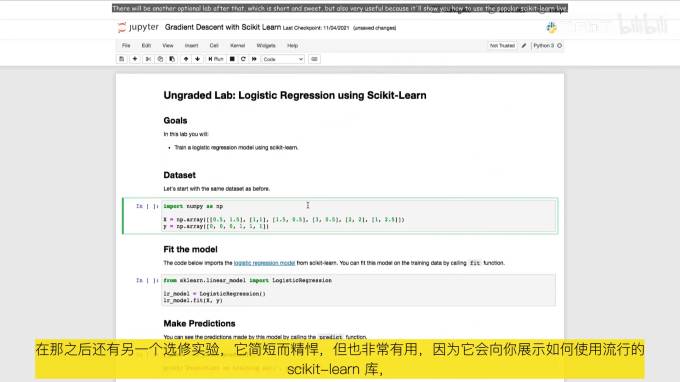 There will be another optional lab after that, which is short and sweet, but also very useful because it'll show you how to use the popular scikit-learn
bilibili
jupyter Gradient Descent with Scikit Learn Last Checkpoint: 11/04/2021 (unsaved changes)
File Edit View Insert Cell Kernel Widgets Help
Not Trusted Python 3
Run Code
Ungraded Lab: Logistic Regression using Scikit-Learn
Goals
In this lab you will:
• Train a logistic regression model using scikit-learn.
Dataset
Let's start with the same dataset as before.
In [ ]: import numpy as np
X = np.array([[0.5, 1.5], [1,1], [1.5, 0.5], [3, 0.5], [2, 2], [1, 2.5]])
y = np.array([0, 0, 0, 1, 1, 1])
Fit the model
The code below imports the logistic regression model from scikit-learn. You can fit this model on the training data by calling fit function.
In [ ]: from sklearn.linear_model import LogisticRegression
lr_model = LogisticRegression()
lr_model.fit(X, y)
Make Predictions
You can see the predictions made by this model by calling the predict function.
在那之后还有另一个选修实验，它简短而精悍，但也非常有用，因为它会向你展示如何使用流行的
scikit-learn 库，